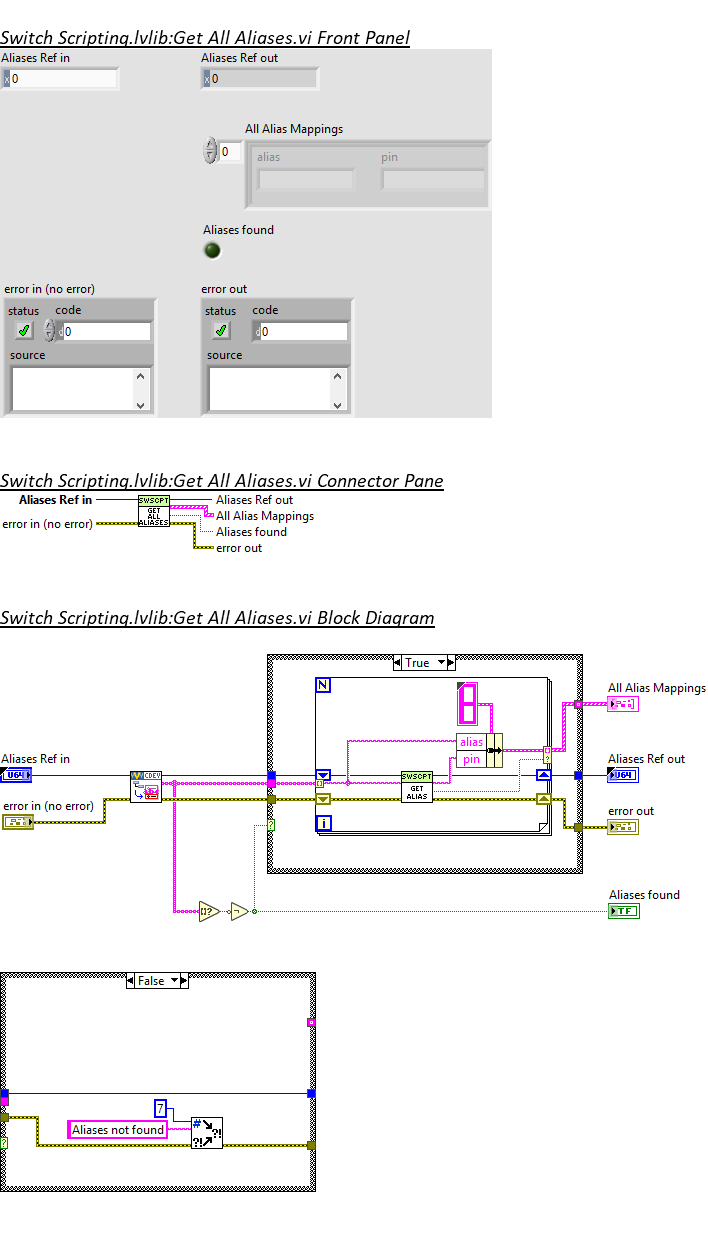 Switch Scripting.lvlib:Get All Aliases.vi Front Panel
Aliases Ref in
Aliases Ref out
x 0
x 0
All Alias Mappings
0
alias
pin
Aliases found
error in (no error)
error out
status
code
status
code
d 0
d 0
source
source
Switch Scripting.lvlib:Get All Aliases.vi Connector Pane
Aliases Ref in
SWSCPT
GET
ALL
ALIASES
Aliases Ref out
All Alias Mappings
error in (no error)
Aliases found
error out
Switch Scripting.lvlib:Get All Aliases.vi Block Diagram
True
N
All Alias Mappings
alias
pin
Aliases Ref in
U64
CDEV
SWSCPT
GET
ALIAS
?
Aliases Ref out
U64
error in (no error)
error out
i
?
[]?
Aliases found
TF
False
7
Aliases not found
#
?!
?!
?